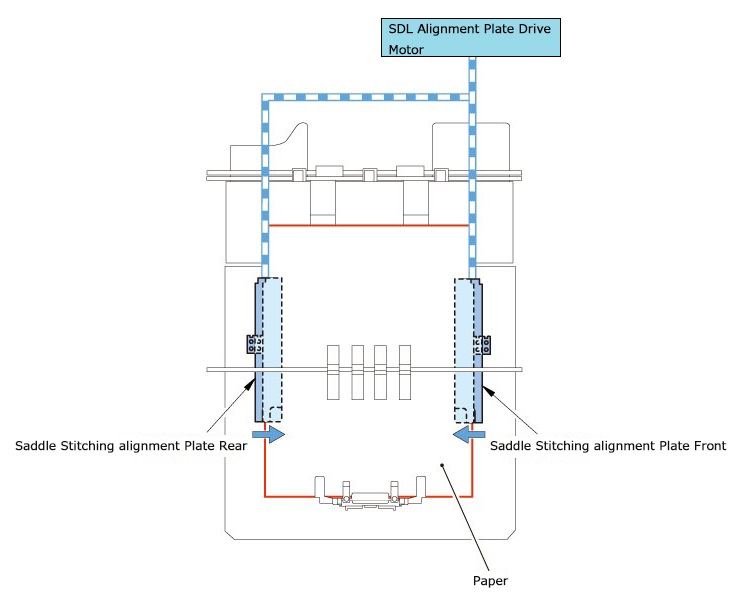 SDL Alignment Plate Drive
Motor
Saddle Stitching alignment Plate Rear
Saddle Stitching alignment Plate Front
Paper